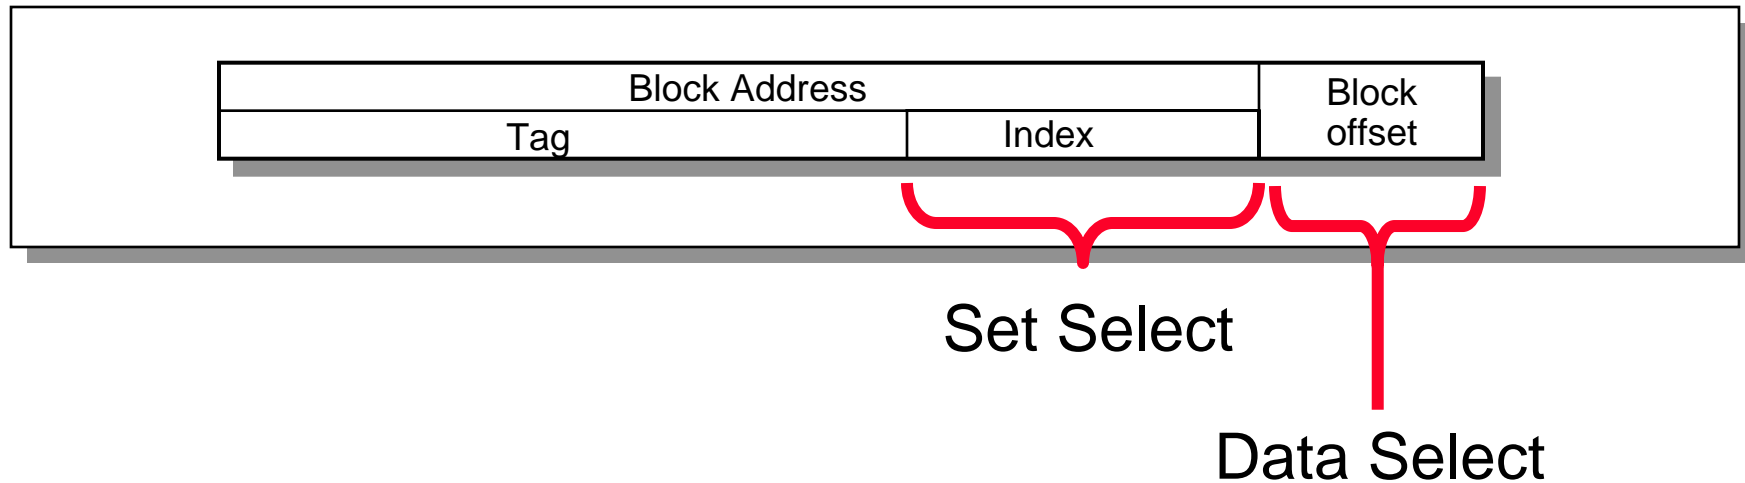 Block Address
Block
offset
Tag
Index
Set Select
Data Select